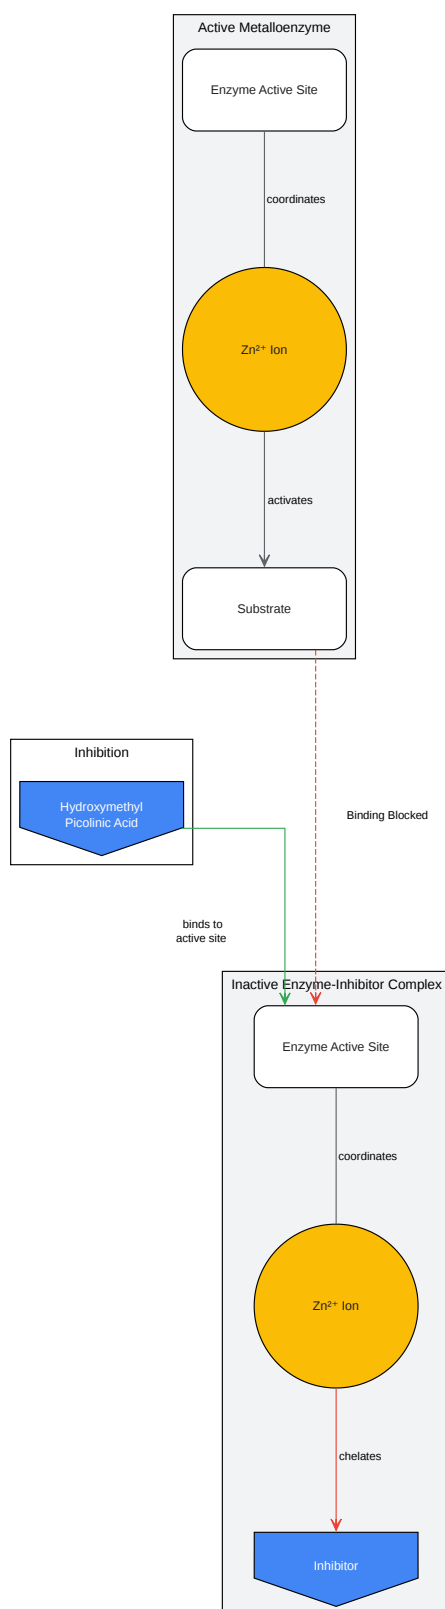 Active Metalloenzyme
Enzyme Active Site
coordinates
Zn²⁺ Ion
activates
Substrate
Inhibition
Hydroxymethyl
Picolinic Acid
Binding Blocked
binds to
active site
Inactive Enzyme-Inhibitor Complex
Enzyme Active Site
coordinates
Zn²⁺ Ion
chelates
Inhibitor